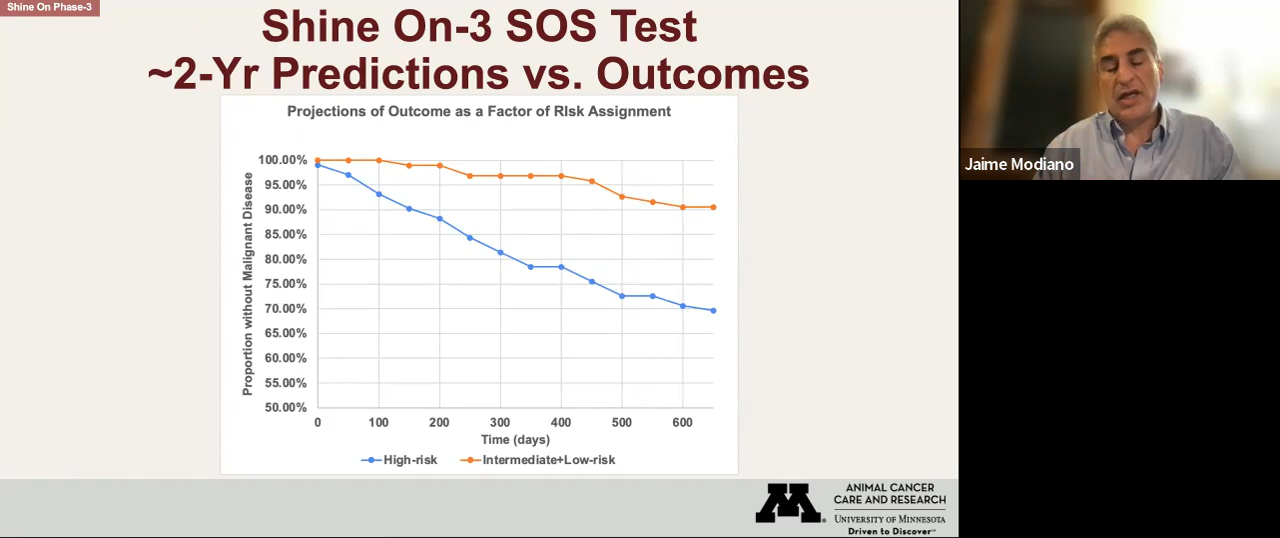 Shine On Phase-3
Shine On-3 SOS Test
~2-Yr Predictions vs. Outcomes
Projections of Outcome as a Factor of RIsk Assignment
Proportion without Malignant Disease
100.00%
95.00%
90.00%
85.00%
80.00%
75.00%
70.00%
65.00%
60.00%
55.00%
50.00%
0 100 200 300 400 500 600
Time (days)
High-risk Intermediate+Low-risk
M
ANIMAL CANCER
CARE AND RESEARCH
UNIVERSITY OF MINNESOTA
Driven to Discover℠
Jaime Modiano